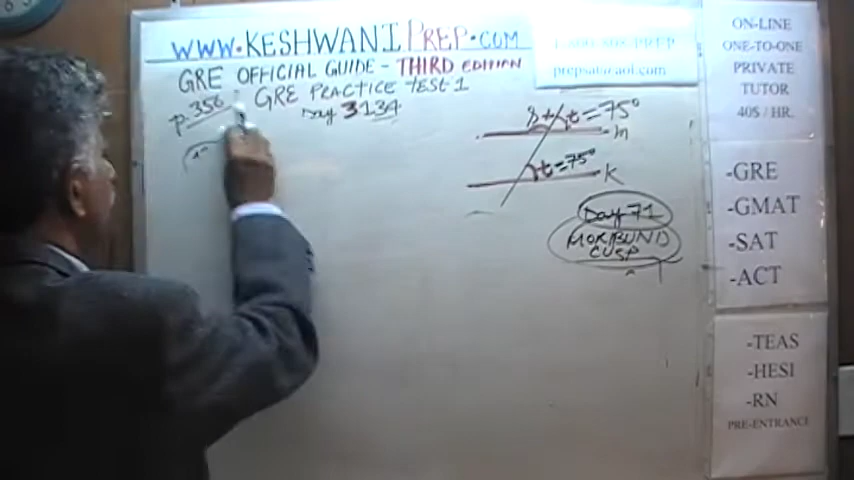 WWW.KESHWANIPREP.COM
GRE OFFICIAL GUIDE - THIRD EDITION
p.356 GRE PRACTICE TEST 1
Day 3134
prepsat@aol.com
t = 75°
m
t = 75°
K
Day 71
MORIBUND
CUSP
ON-LINE
ONE-TO-ONE
PRIVATE
TUTOR
40$ / HR.
-GRE
-GMAT
-SAT
-ACT
-TEAS
-HESI
-RN
PRE-ENTRANCE